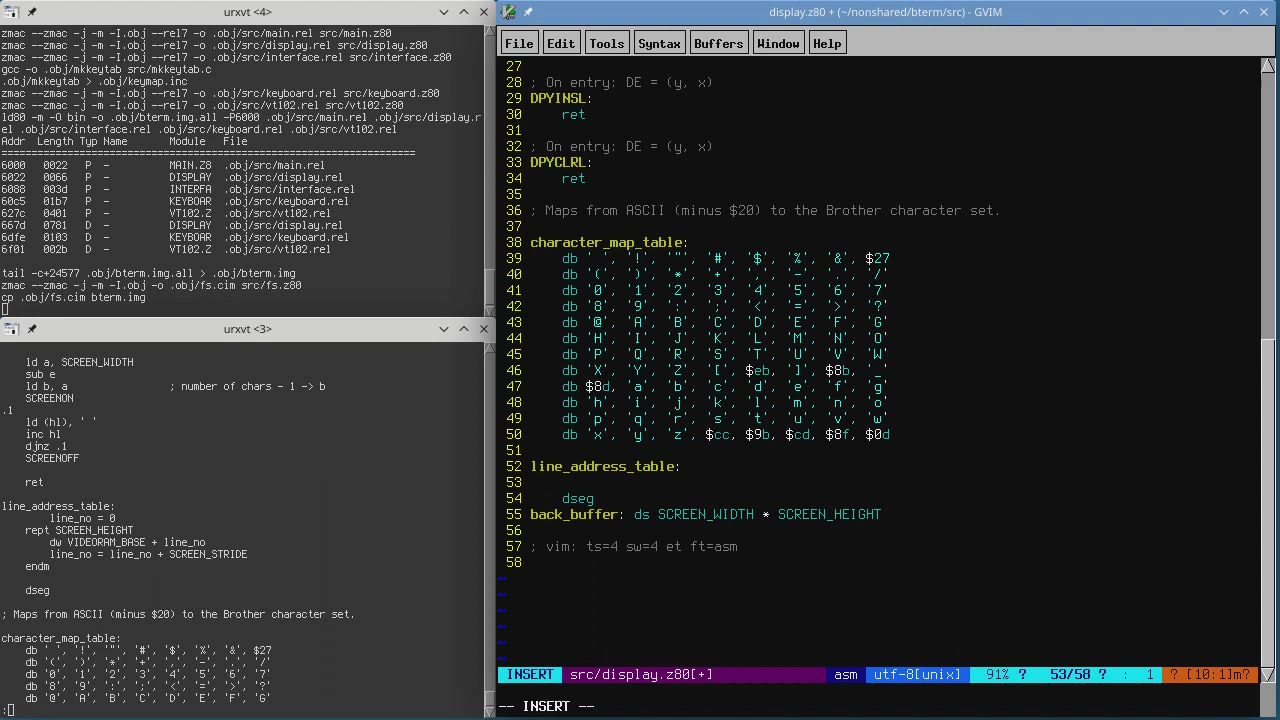 urxvt <4>
zmac --zmac -j -m -I.obj --rel7 -o .obj/src/main.rel src/main.z80
zmac --zmac -j -m -I.obj --rel7 -o .obj/src/display.rel src/display.z80
zmac --zmac -j -m -I.obj --rel7 -o .obj/src/interface.rel src/interface.z80
gcc -o .obj/mkkeytab src/mkkeytab.c
.obj/mkkeytab > .obj/keymap.inc
zmac --zmac -j -m -I.obj --rel7 -o .obj/src/keyboard.rel src/keyboard.z80
zmac --zmac -j -m -I.obj --rel7 -o .obj/src/vt102.rel src/vt102.z80
ld80 -m -O bin -o .obj/bterm.img.all -P6000 .obj/src/main.rel .obj/src/display.r
el .obj/src/interface.rel .obj/src/keyboard.rel .obj/src/vt102.rel
Addr Length Typ Name Module File
================================================================
6000 0022 P - MAIN.Z8 .obj/src/main.rel
6022 0066 P - DISPLAY .obj/src/display.rel
6088 003d P - INTERFA .obj/src/interface.rel
60c5 01b7 P - KEYBOAR .obj/src/keyboard.rel
627c 0401 P - VT102.Z .obj/src/vt102.rel
667d 0781 D - DISPLAY .obj/src/display.rel
6dfe 0103 D - KEYBOAR .obj/src/keyboard.rel
6f01 002b D - VT102.Z .obj/src/vt102.rel
tail -c+24577 .obj/bterm.img.all > .obj/bterm.img
zmac --zmac -j -m -I.obj -o .obj/fs.cim src/fs.z80
cp .obj/fs.cim bterm.img
urxvt <3>
ld a, SCREEN_WIDTH
sub e
ld b, a ; number of chars - 1 -> b
SCREENON
.1
ld (hl), ' '
inc hl
djnz .1
SCREENOFF
ret
line_address_table:
line_no = 0
rept SCREEN_HEIGHT
dw VIDEORAM_BASE + line_no
line_no = line_no + SCREEN_STRIDE
endm
dseg
; Maps from ASCII (minus $20) to the Brother character set.
character_map_table:
db ' ', '!', '"', '#', '$', '%', '&', $27
db '(', ')', '*', '+', ',', '-', '.', '/'
db '0', '1', '2', '3', '4', '5', '6', '7'
db '8', '9', ':', ';', '<', '=', '>', '?'
db '@', 'A', 'B', 'C', 'D', 'E', 'F', 'G'
:
display.z80 + (~/nonshared/bterm/src) - GVIM
File Edit Tools Syntax Buffers Window Help
27
28 ; On entry: DE = (y, x)
29 DPYINSL:
30 ret
31
32 ; On entry: DE = (y, x)
33 DPYCLRL:
34 ret
35
36 ; Maps from ASCII (minus $20) to the Brother character set.
37
38 character_map_table:
39 db ' ', '!', '"', '#', '$', '%', '&', $27
40 db '(', ')', '*', '+', ',', '-', '.', '/'
41 db '0', '1', '2', '3', '4', '5', '6', '7'
42 db '8', '9', ':', ';', '<', '=', '>', '?'
43 db '@', 'A', 'B', 'C', 'D', 'E', 'F', 'G'
44 db 'H', 'I', 'J', 'K', 'L', 'M', 'N', 'O'
45 db 'P', 'Q', 'R', 'S', 'T', 'U', 'V', 'W'
46 db 'X', 'Y', 'Z', '[', $eb, ']', $8b, '_'
47 db $8d, 'a', 'b', 'c', 'd', 'e', 'f', 'g'
48 db 'h', 'i', 'j', 'k', 'l', 'm', 'n', 'o'
49 db 'p', 'q', 'r', 's', 't', 'u', 'v', 'w'
50 db 'x', 'y', 'z', $cc, $9b, $cd, $8f, $0d
51
52 line_address_table:
53
54 dseg
55 back_buffer: ds SCREEN_WIDTH * SCREEN_HEIGHT
56
57 ; vim: ts=4 sw=4 et ft=asm
58
~
~
~
~
~
~
INSERT src/display.z80[+] asm utf-8[unix] 91% ? 53/58 ? : 1 ? [10:1]m?
-- INSERT --